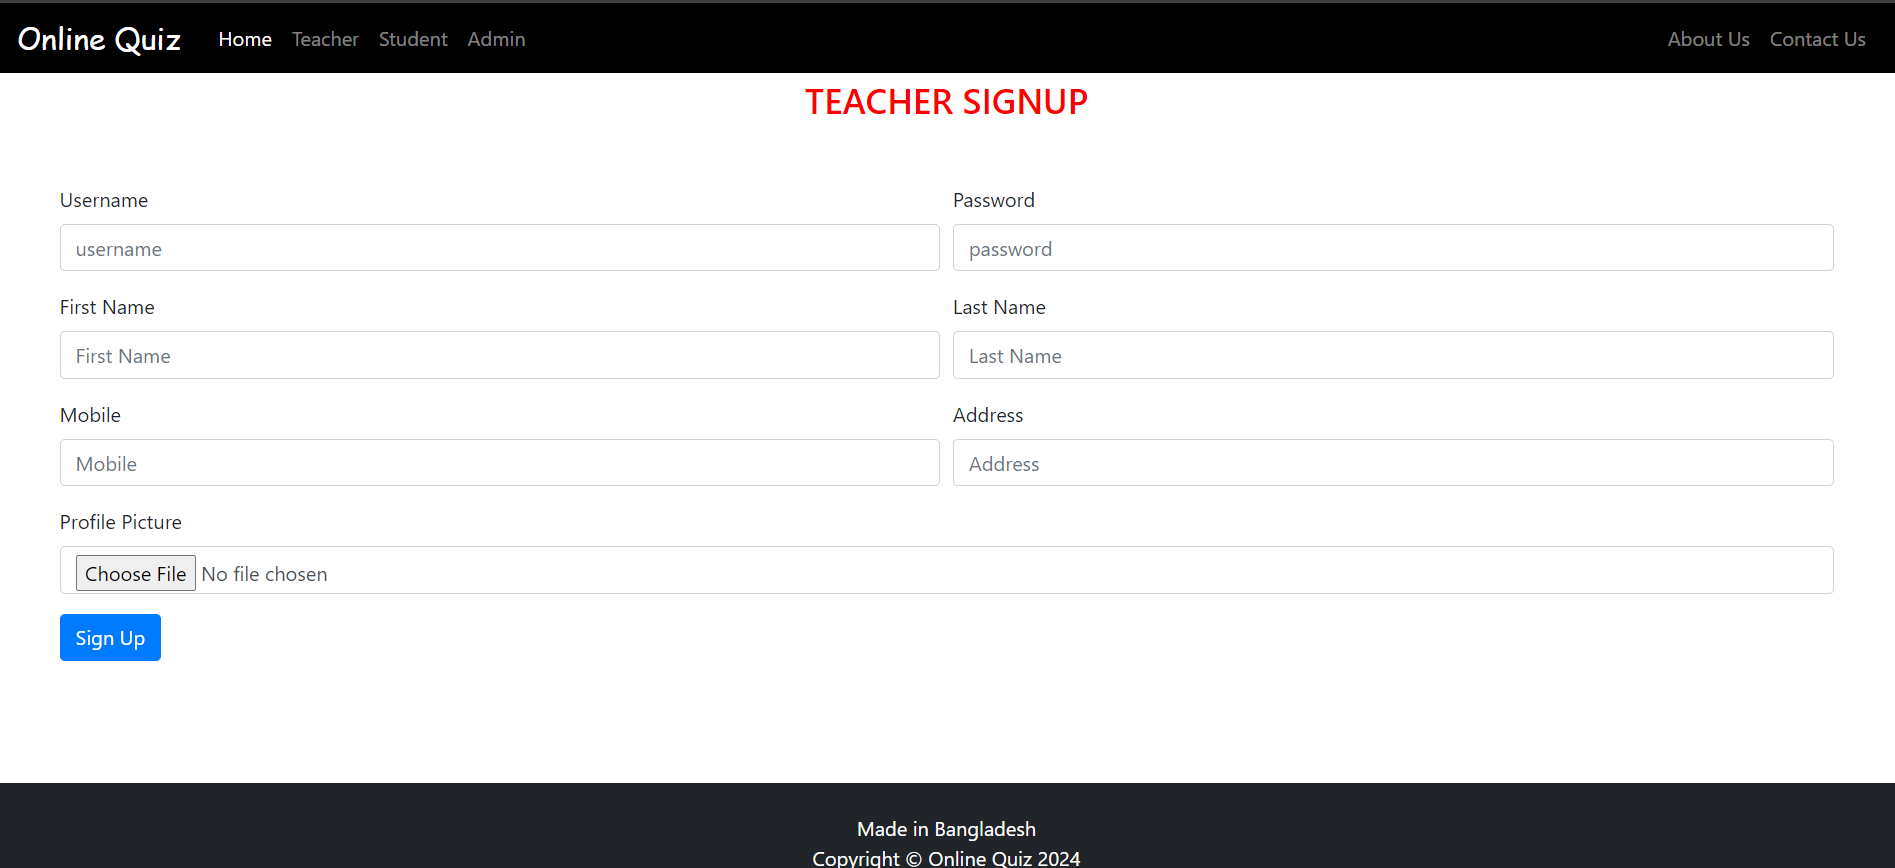 Online Quiz Home Teacher Student Admin About Us Contact Us
TEACHER SIGNUP
Username Password
username password
First Name Last Name
First Name Last Name
Mobile Address
Mobile Address
Profile Picture
Choose File No file chosen
Sign Up
Made in Bangladesh
Copyright © Online Quiz 2024